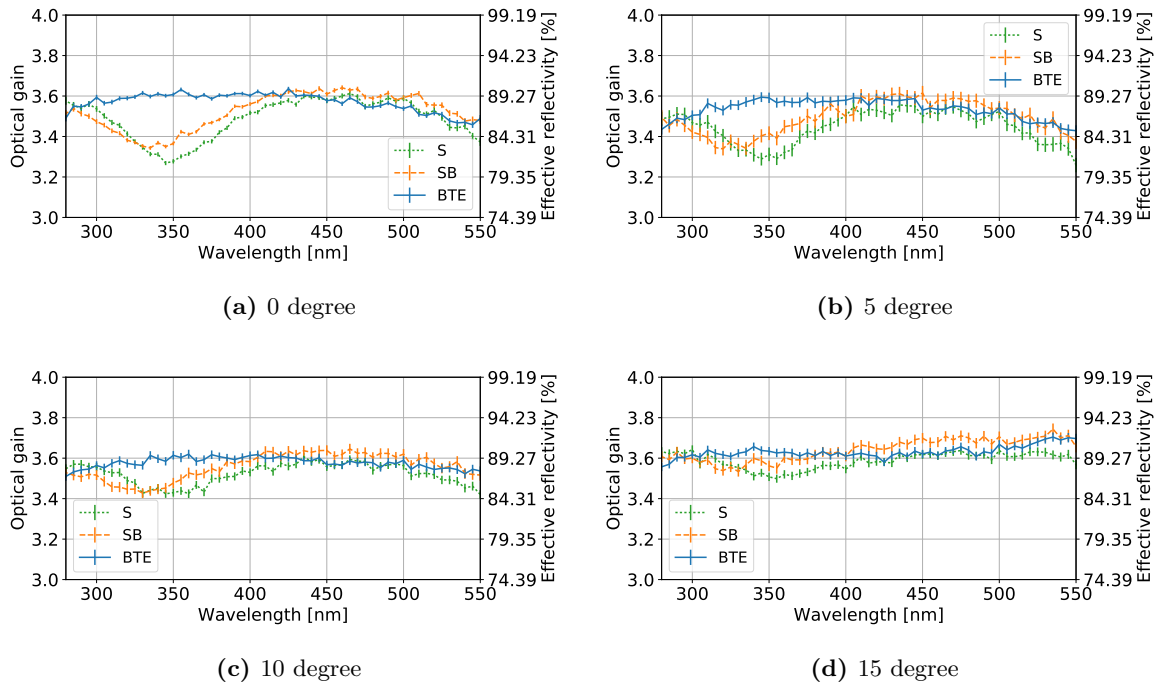 4.0
3.8
3.6
3.4
3.2
3.0
Optical gain
99.19
94.23
89.27
84.31
79.35
74.39
Effective reflectivity [%]
S
SB
BTE
300 350 400 450 500 550
Wavelength [nm]
(a) 0 degree
4.0
3.8
3.6
3.4
3.2
3.0
Optical gain
99.19
94.23
89.27
84.31
79.35
74.39
Effective reflectivity [%]
S
SB
BTE
300 350 400 450 500 550
Wavelength [nm]
(b) 5 degree
4.0
3.8
3.6
3.4
3.2
3.0
Optical gain
99.19
94.23
89.27
84.31
79.35
74.39
Effective reflectivity [%]
S
SB
BTE
300 350 400 450 500 550
Wavelength [nm]
(c) 10 degree
4.0
3.8
3.6
3.4
3.2
3.0
Optical gain
99.19
94.23
89.27
84.31
79.35
74.39
Effective reflectivity [%]
S
SB
BTE
300 350 400 450 500 550
Wavelength [nm]
(d) 15 degree